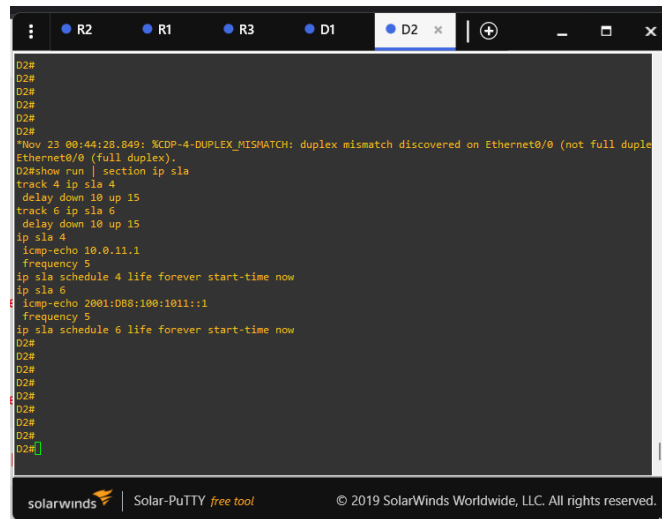 R2 R1 R3 D1 D2 ×
D2#
D2#
D2#
D2#
D2#
D2#
*Nov 23 00:44:28.849: %CDP-4-DUPLEX_MISMATCH: duplex mismatch discovered on Ethernet0/0 (not full duple
Ethernet0/0 (full duplex).
D2#show run | section ip sla
track 4 ip sla 4
 delay down 10 up 15
track 6 ip sla 6
 delay down 10 up 15
ip sla 4
 icmp-echo 10.0.11.1
 frequency 5
ip sla schedule 4 life forever start-time now
ip sla 6
 icmp-echo 2001:DB8:100:1011::1
 frequency 5
ip sla schedule 6 life forever start-time now
D2#
D2#
D2#
D2#
D2#
D2#
D2#
D2#
D2#
solarwinds Solar-PuTTY free tool © 2019 SolarWinds Worldwide, LLC. All rights reserved.